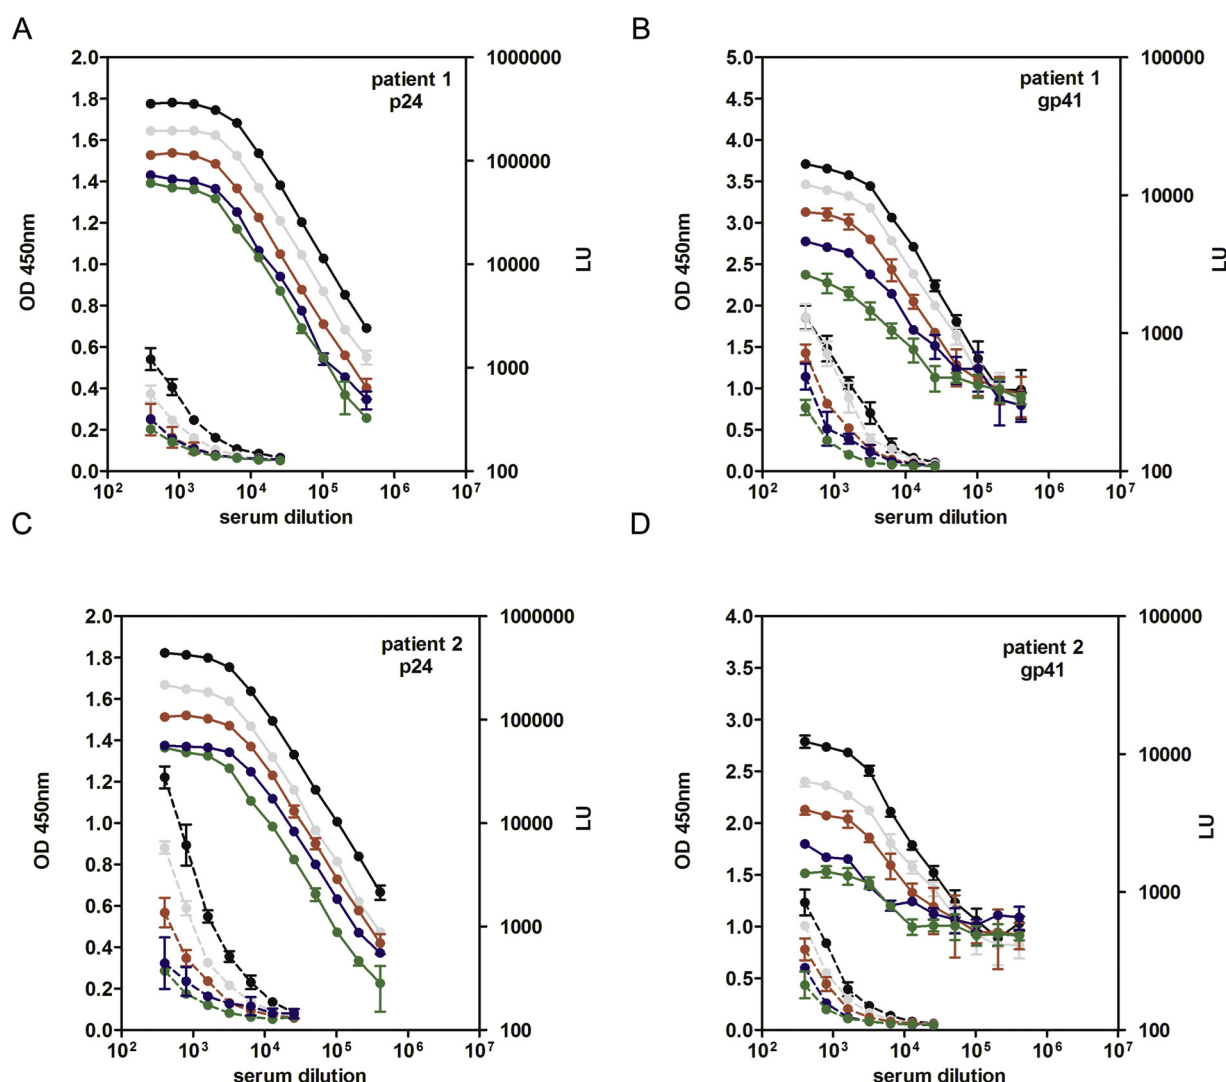 A
2.0
1.8
1.6
1.4
1.2
1.0
0.8
0.6
0.4
0.2
0.0
OD 450nm
patient 1
p24
1000000
100000
10000
1000
100
LU
10² 10³ 10⁴ 10⁵ 10⁶ 10⁷
serum dilution
B
5.0
4.5
4.0
3.5
3.0
2.5
2.0
1.5
1.0
0.5
0.0
OD 450nm
patient 1
gp41
100000
10000
1000
100
LU
10² 10³ 10⁴ 10⁵ 10⁶ 10⁷
serum dilution
C
2.0
1.8
1.6
1.4
1.2
1.0
0.8
0.6
0.4
0.2
0.0
OD 450nm
patient 2
p24
1000000
100000
10000
1000
100
LU
10² 10³ 10⁴ 10⁵ 10⁶ 10⁷
serum dilution
D
4.0
3.5
3.0
2.5
2.0
1.5
1.0
0.5
0.0
OD 450nm
patient 2
gp41
100000
10000
1000
100
LU
10² 10³ 10⁴ 10⁵ 10⁶ 10⁷
serum dilution